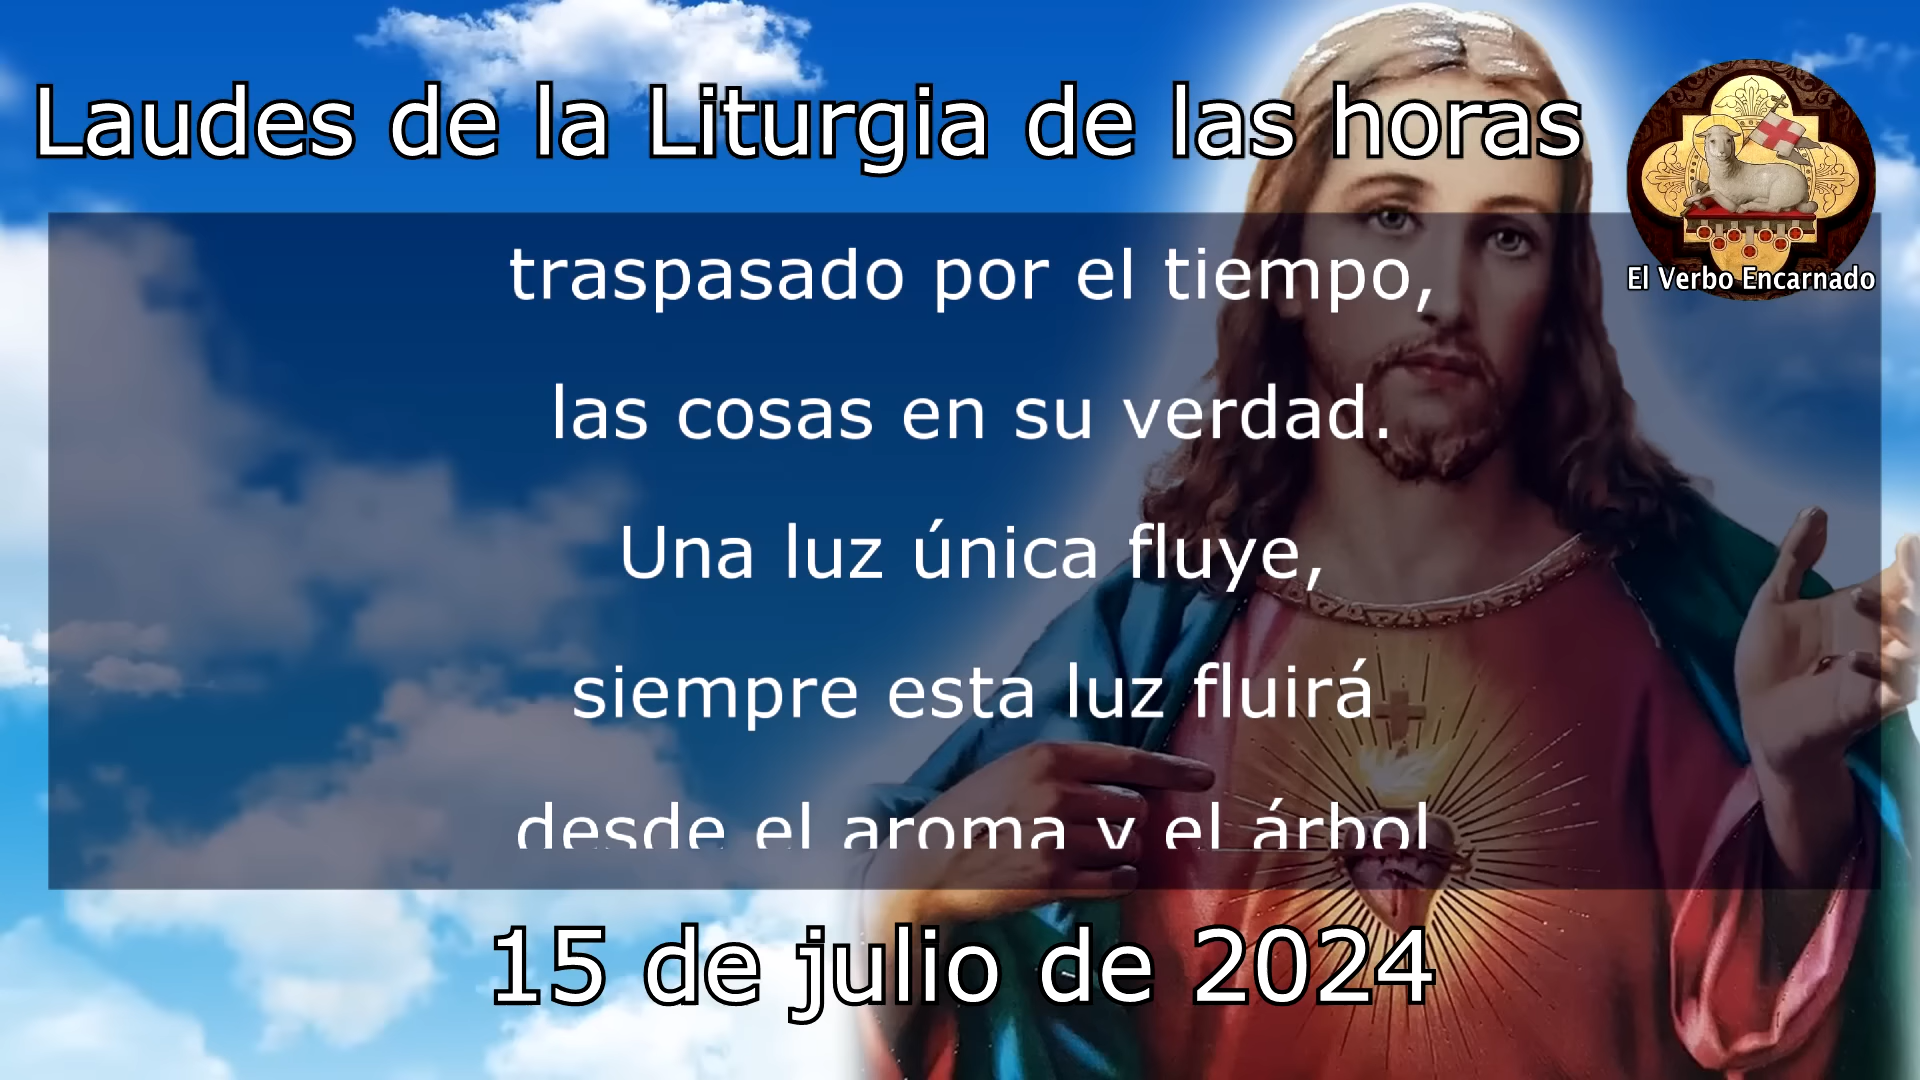 Laudes de la Liturgia de las horas
El Verbo Encarnado
traspasado por el tiempo,
las cosas en su verdad.
Una luz única fluye,
siempre esta luz fluirá
desde el aroma y el árbol
15 de julio de 2024